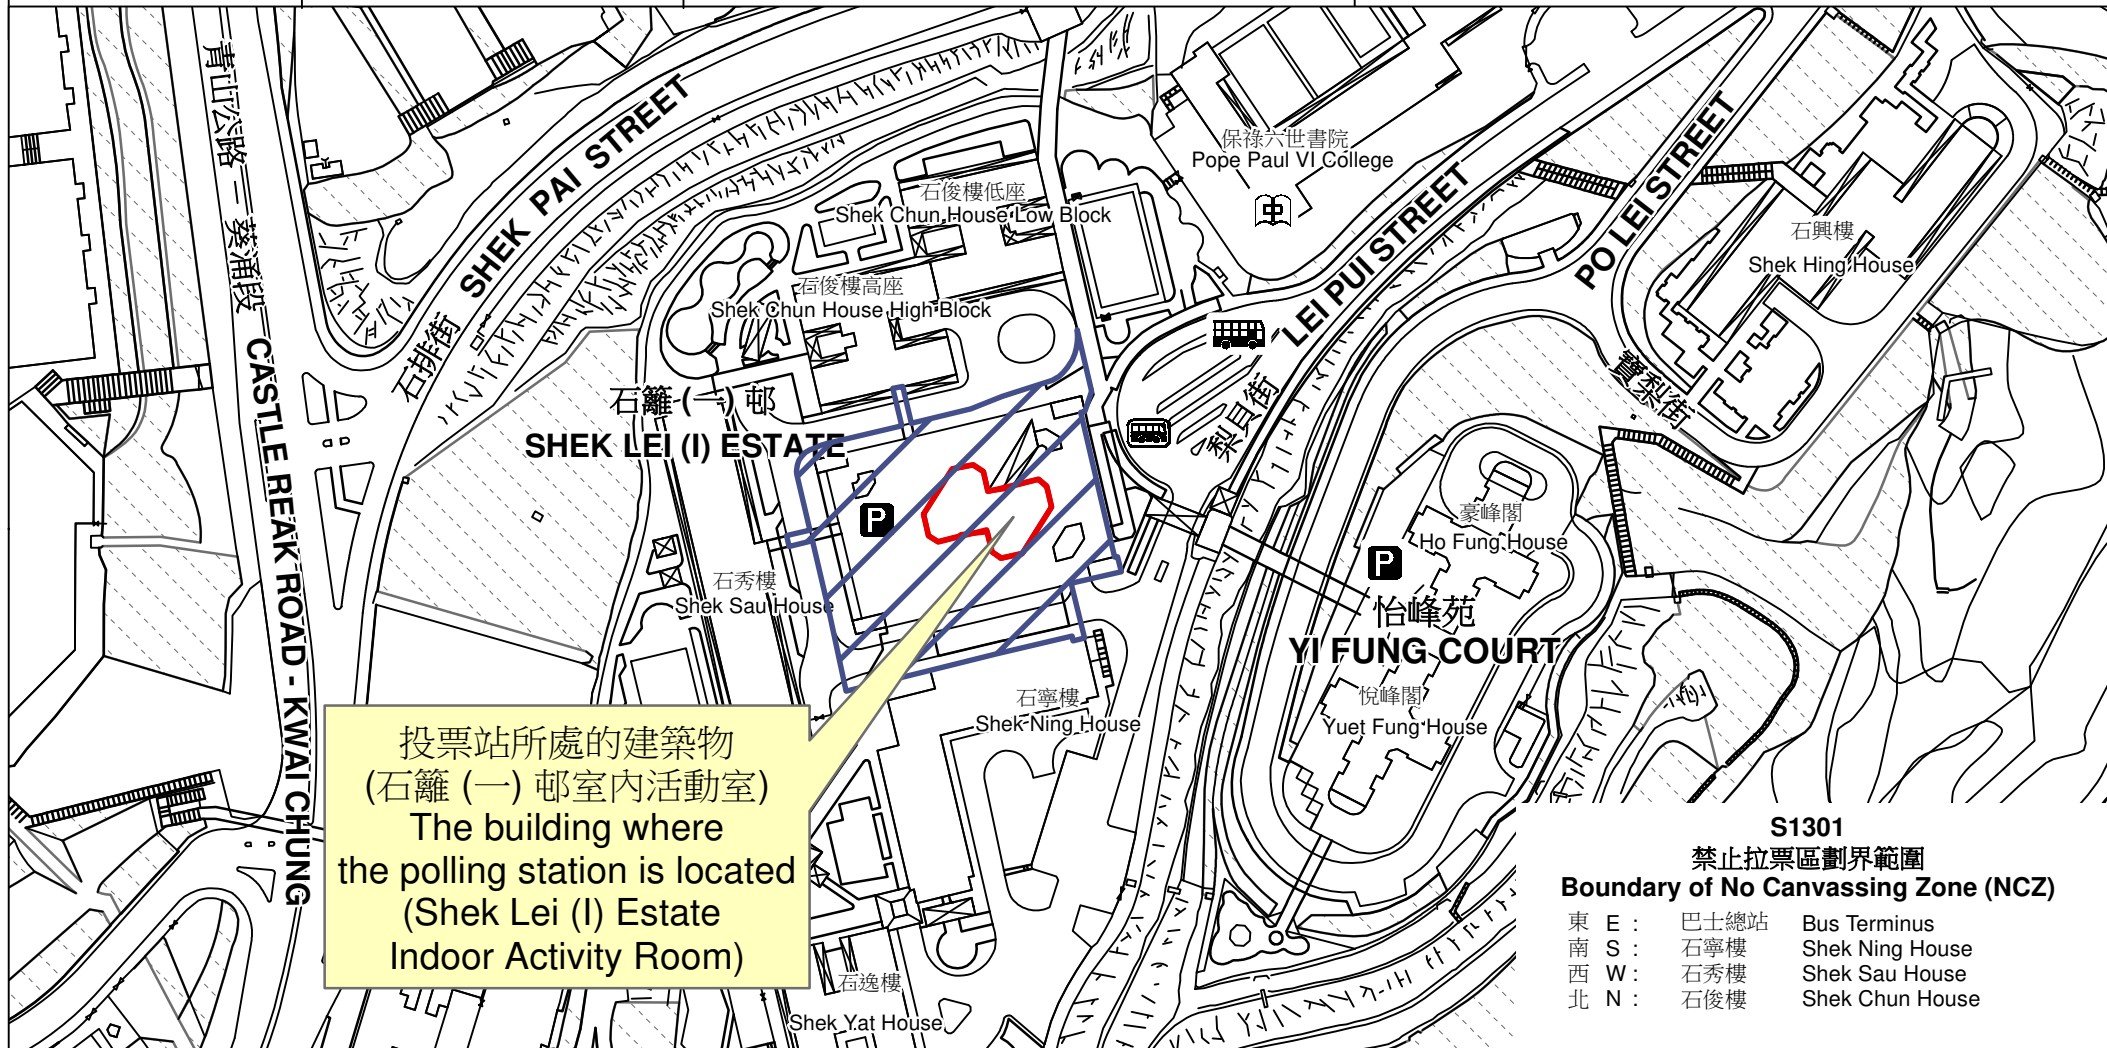 青山公路 - 葵涌段
CASTLE PEAK ROAD - KWAI CHUNG
石排街
SHEK PAI STREET
保祿六世書院
Pope Paul VI College
中
石俊樓低座
Shek Chun House Low Block
石俊樓高座
Shek Chun House High Block
LEI PUI STREET
梨貝街
PO LEI STREET
寶梨街
石興樓
Shek Hing House
石籬 (一) 邨
SHEK LEI (I) ESTATE
P
石秀樓
Shek Sau House
豪峰閣
Ho Fung House
P
怡峰苑
YI FUNG COURT
悅峰閣
Yuet Fung House
石寧樓
Shek Ning House
投票站所處的建築物
(石籬 (一) 邨室內活動室)
The building where
the polling station is located
(Shek Lei (I) Estate
Indoor Activity Room)
石逸樓
Shek Yat House
S1301
禁止拉票區劃界範圍
Boundary of No Canvassing Zone (NCZ)
東 E : 巴士總站 Bus Terminus
南 S : 石寧樓 Shek Ning House
西 W : 石秀樓 Shek Sau House
北 N : 石俊樓 Shek Chun House